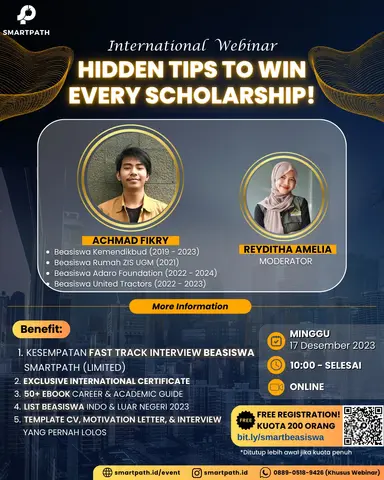 SMARTPATH
International Webinar
HIDDEN TIPS TO WIN
EVERY SCHOLARSHIP!
ACHMAD FIKRY
Beasiswa Kemendikbud (2019 - 2023)
Beasiswa Rumah ZIS UGM (2021)
Beasiswa Adaro Foundation (2022 - 2024)
Beasiswa United Tractors (2022 - 2023)
REYDITHA AMELIA
MODERATOR
More Information
Benefit:
1. KESEMPATAN FAST TRACK INTERVIEW BEASISWA
SMARTPATH (LIMITED)
2. EXCLUSIVE INTERNATIONAL CERTIFICATE
3. 50+ EBOOK CAREER & ACADEMIC GUIDE
4. LIST BEASISWA INDO & LUAR NEGERI 2023
5. TEMPLATE CV, MOTIVATION LETTER, & INTERVIEW
YANG PERNAH LOLOS
MINGGU
17 Desember 2023
10:00 - SELESAI
ONLINE
FREE
FREE REGISTRATION!
KUOTA 200 ORANG
bit.ly/smartbeasiswa
*Ditutup lebih awal jika kuota penuh
smartpath.id/event
smartpath.id
0889-0518-9426 (Khusus Webinar)